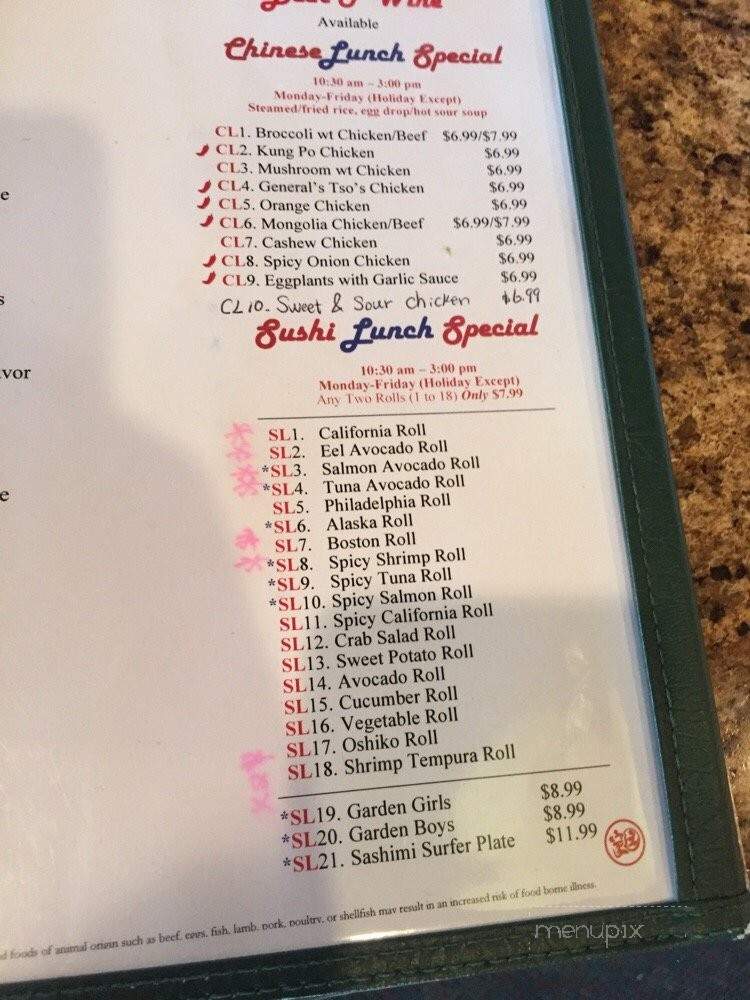 Available
Chinese Lunch Special
10:30 am – 3:00 pm
Monday-Friday (Holiday Except)
Steamed/fried rice, egg drop/hot sour soup
CL1. Broccoli wt Chicken/Beef $6.99/$7.99
CL2. Kung Po Chicken $6.99
CL3. Mushroom wt Chicken $6.99
CL4. General's Tso's Chicken $6.99
CL5. Orange Chicken $6.99
CL6. Mongolia Chicken/Beef $6.99/$7.99
CL7. Cashew Chicken $6.99
CL8. Spicy Onion Chicken $6.99
CL9. Eggplants with Garlic Sauce $6.99
CL10. Sweet & Sour chicken $6.99
Sushi Lunch Special
10:30 am – 3:00 pm
Monday-Friday (Holiday Except)
Any Two Rolls (1 to 18) Only $7.99
SL1. California Roll
SL2. Eel Avocado Roll
*SL3. Salmon Avocado Roll
*SL4. Tuna Avocado Roll
SL5. Philadelphia Roll
*SL6. Alaska Roll
SL7. Boston Roll
*SL8. Spicy Shrimp Roll
*SL9. Spicy Tuna Roll
*SL10. Spicy Salmon Roll
SL11. Spicy California Roll
SL12. Crab Salad Roll
SL13. Sweet Potato Roll
SL14. Avocado Roll
SL15. Cucumber Roll
SL16. Vegetable Roll
SL17. Oshiko Roll
SL18. Shrimp Tempura Roll
*SL19. Garden Girls $8.99
*SL20. Garden Boys $8.99
*SL21. Sashimi Surfer Plate $11.99
d foods of animal origin such as beef, eggs, fish, lamb, pork, poultry, or shellfish may result in an increased risk of food borne illness.
menupix